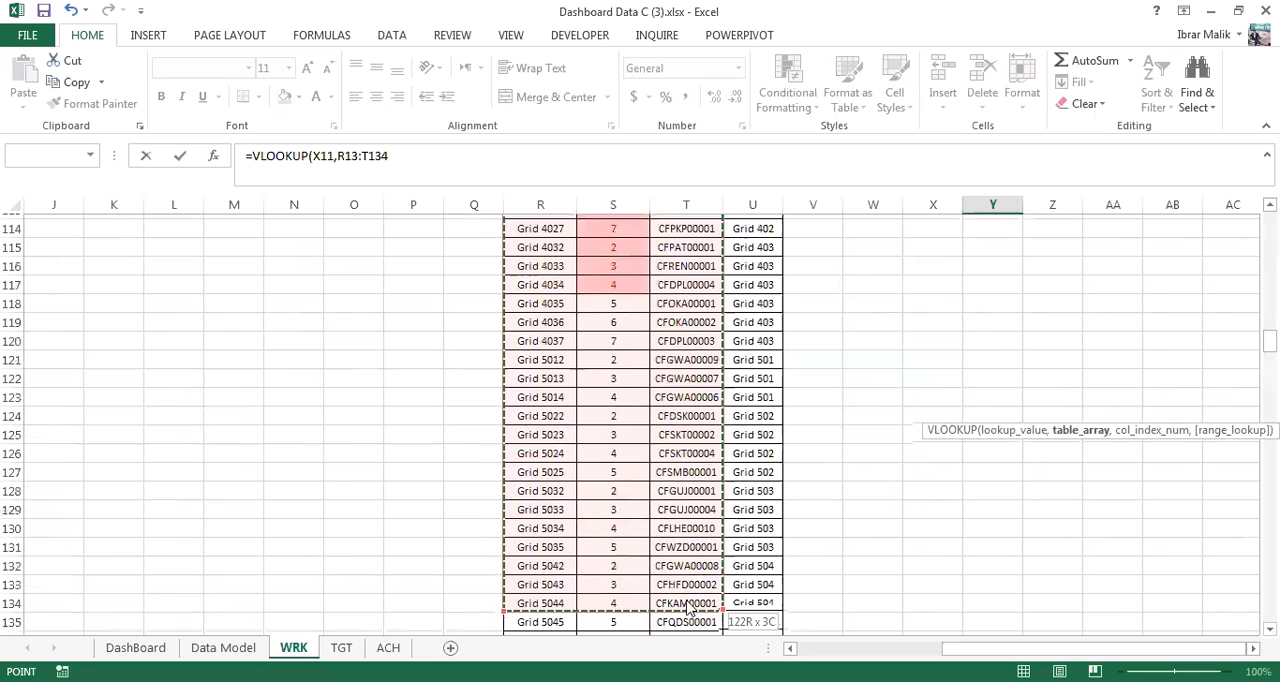 Dashboard Data C (3).xlsx - Excel
FILE HOME INSERT PAGE LAYOUT FORMULAS DATA REVIEW VIEW DEVELOPER INQUIRE POWERPIVOT Ibrar Malik
Paste Cut Copy Format Painter Clipboard
11 B I U A Font
Wrap Text Merge & Center Alignment
General $ % , Number
Conditional Formatting Format as Table Cell Styles Styles
Insert Delete Format Cells
AutoSum Fill Clear Sort & Filter Find & Select Editing
fx =VLOOKUP(X11,R13:T134
J K L M N O P Q R S T U V W X Y Z AA AB AC
114 Grid 4027 7 CFPKP00001 Grid 402
115 Grid 4032 2 CFPAT00001 Grid 403
116 Grid 4033 3 CFREN00001 Grid 403
117 Grid 4034 4 CFDPL00004 Grid 403
118 Grid 4035 5 CFOKA00001 Grid 403
119 Grid 4036 6 CFOKA00002 Grid 403
120 Grid 4037 7 CFDPL00003 Grid 403
121 Grid 5012 2 CFGWA00009 Grid 501
122 Grid 5013 3 CFGWA00007 Grid 501
123 Grid 5014 4 CFGWA00006 Grid 501
124 Grid 5022 2 CFDSK00001 Grid 502
125 Grid 5023 3 CFSKT00002 Grid 502
VLOOKUP(lookup_value, table_array, col_index_num, [range_lookup])
126 Grid 5024 4 CFSKT00004 Grid 502
127 Grid 5025 5 CFSMB00001 Grid 502
128 Grid 5032 2 CFGUJ00001 Grid 503
129 Grid 5033 3 CFGUJ00004 Grid 503
130 Grid 5034 4 CFLHE00010 Grid 503
131 Grid 5035 5 CFWZD00001 Grid 503
132 Grid 5042 2 CFGWA00008 Grid 504
133 Grid 5043 3 CFHFD00002 Grid 504
134 Grid 5044 4 CFKAM00001 Grid 504
135 Grid 5045 5 CFQDS00001 122R x 3C
DashBoard Data Model WRK TGT ACH
POINT 100%